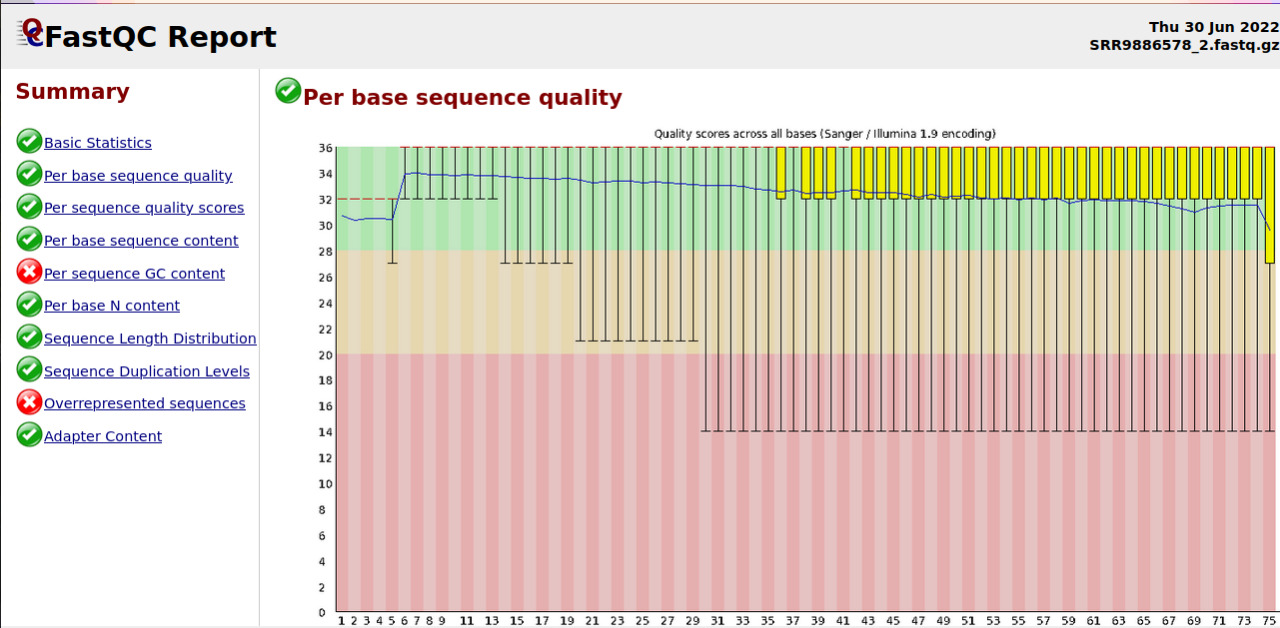 FastQC Report
Thu 30 Jun 2022
SRR9886578_2.fastq.gz
Summary
Basic Statistics
Per base sequence quality
Per sequence quality scores
Per base sequence content
Per sequence GC content
Per base N content
Sequence Length Distribution
Sequence Duplication Levels
Overrepresented sequences
Adapter Content
Per base sequence quality
Quality scores across all bases (Sanger / Illumina 1.9 encoding)
36
34
32
30
28
26
24
22
20
18
16
14
12
10
8
6
4
2
0
1 2 3 4 5 6 7 8 9 11 13 15 17 19 21 23 25 27 29 31 33 35 37 39 41 43 45 47 49 51 53 55 57 59 61 63 65 67 69 71 73 75